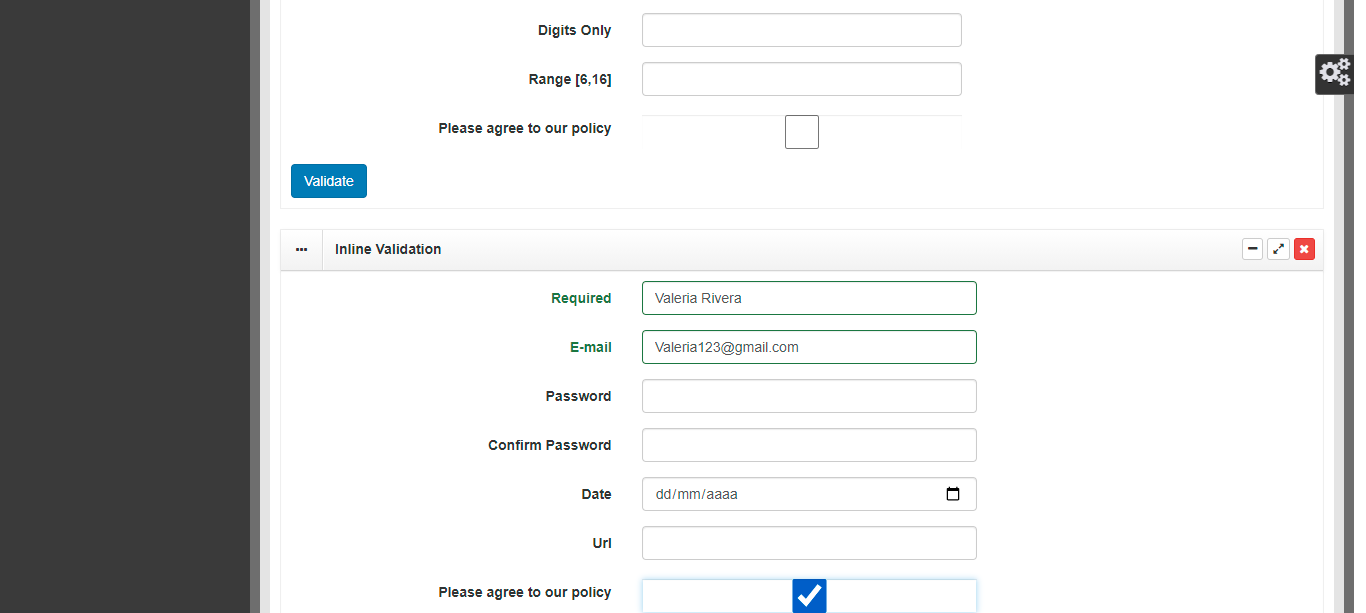 Digits Only
Range [6,16]
Please agree to our policy
Validate
Inline Validation
Required Valeria Rivera
E-mail Valeria123@gmail.com
Password
Confirm Password
Date dd/mm/aaaa
Url
Please agree to our policy